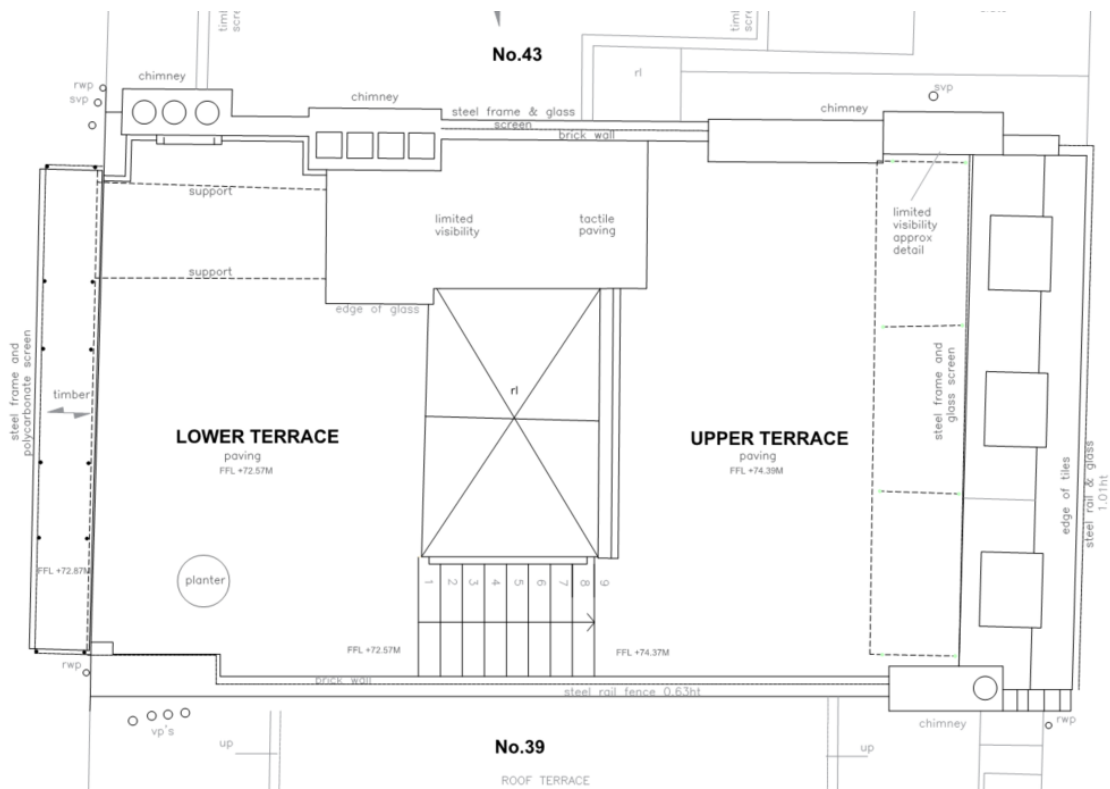 timb
scre
timb
scre
No.43
rl
rwp
svp
chimney
chimney
steel frame & glass
screen
brick wall
chimney
svp
support
support
limited
visibility
tactile
paving
limited
visibility
approx
detail
edge of glass
steel frame and
polycarbonate screen
timber
rl
steel frame and
glass screen
LOWER TERRACE
paving
FFL +72.57M
UPPER TERRACE
paving
FFL +74.39M
edge of tiles
steel rail & glass
1.01ht
FFL +72.87M
planter
1
2
3
4
5
6
7
8
9
FFL +72.57M
FFL +74.37M
rwp
brick wall
steel rail fence 0.63ht
vp's
up
No.39
ROOF TERRACE
up
chimney
rwp